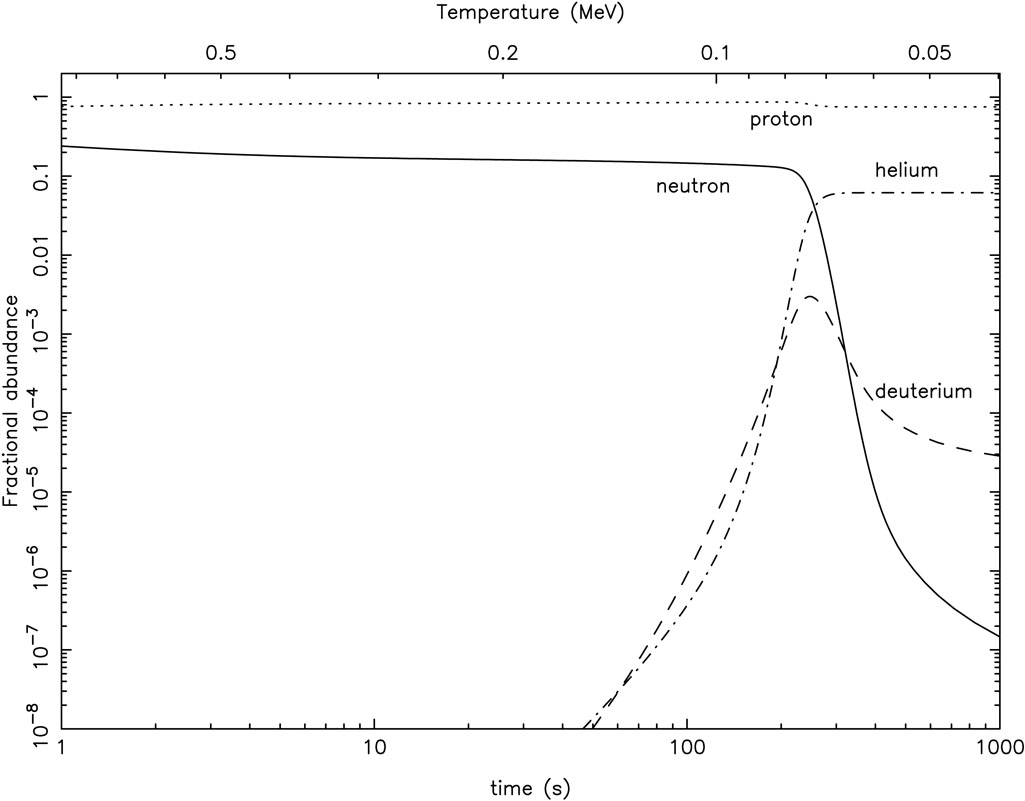 Temperature (MeV)
0.5 0.2 0.1 0.05
1
proton
0.1
helium
neutron
0.01
Fractional abundance
10⁻³
deuterium
10⁻⁴
10⁻⁵
10⁻⁶
10⁻⁷
10⁻⁸
1 10 100 1000
time (s)